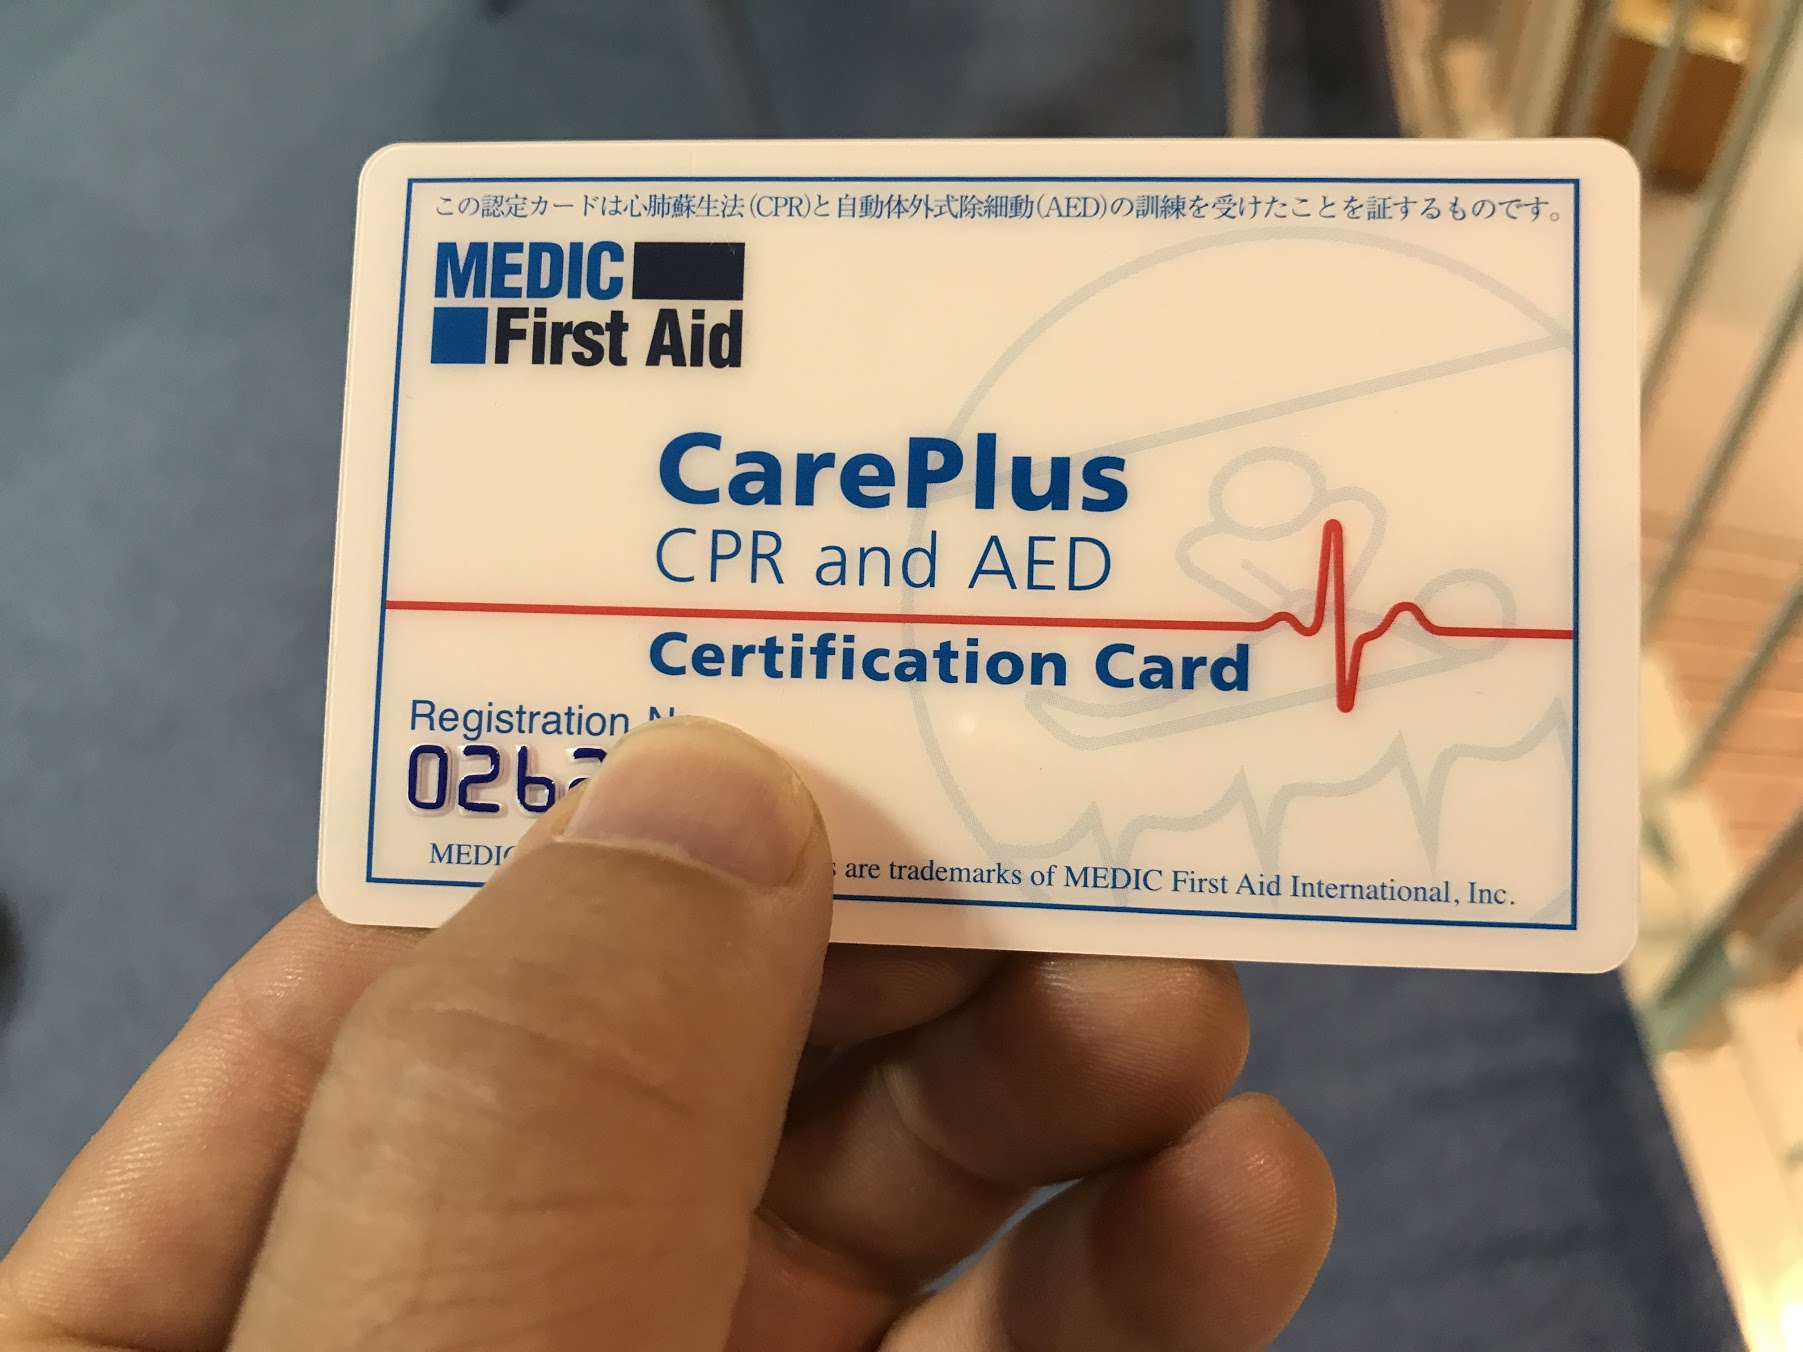 この認定カードは心肺蘇生法(CPR)と自動体外式除細動(AED)の訓練を受けたことを証するものです。
MEDIC
First Aid
CarePlus
CPR and AED
Certification Card
Registration
026
are trademarks of MEDIC First Aid International, Inc.